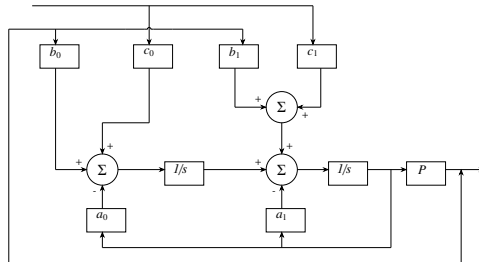 b0 c0 b1 c1
+ + Σ
+ + +
+ Σ 1/s + Σ 1/s P
- -
a0 a1